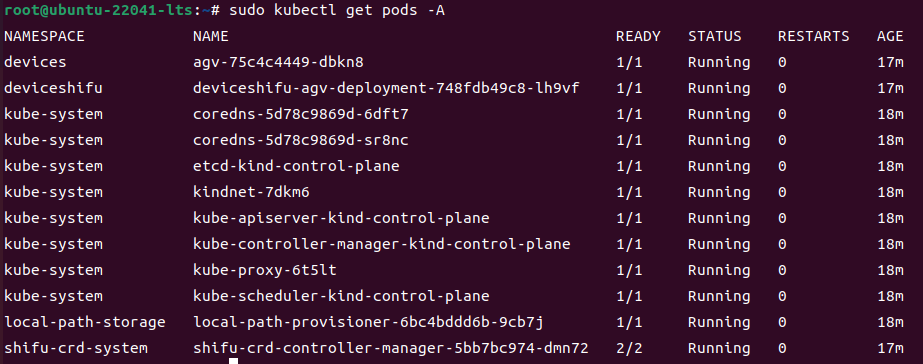 root@ubuntu-22041-lts:~# sudo kubectl get pods -A
NAMESPACE NAME READY STATUS RESTARTS AGE
devices agv-75c4c4449-dbkn8 1/1 Running 0 17m
deviceshifu deviceshifu-agv-deployment-748fdb49c8-lh9vf 1/1 Running 0 17m
kube-system coredns-5d78c9869d-6dft7 1/1 Running 0 18m
kube-system coredns-5d78c9869d-sr8nc 1/1 Running 0 18m
kube-system etcd-kind-control-plane 1/1 Running 0 18m
kube-system kindnet-7dkm6 1/1 Running 0 18m
kube-system kube-apiserver-kind-control-plane 1/1 Running 0 18m
kube-system kube-controller-manager-kind-control-plane 1/1 Running 0 18m
kube-system kube-proxy-6t5lt 1/1 Running 0 18m
kube-system kube-scheduler-kind-control-plane 1/1 Running 0 18m
local-path-storage local-path-provisioner-6bc4bddd6b-9cb7j 1/1 Running 0 18m
shifu-crd-system shifu-crd-controller-manager-5bb7bc974-dmn72 2/2 Running 0 17m